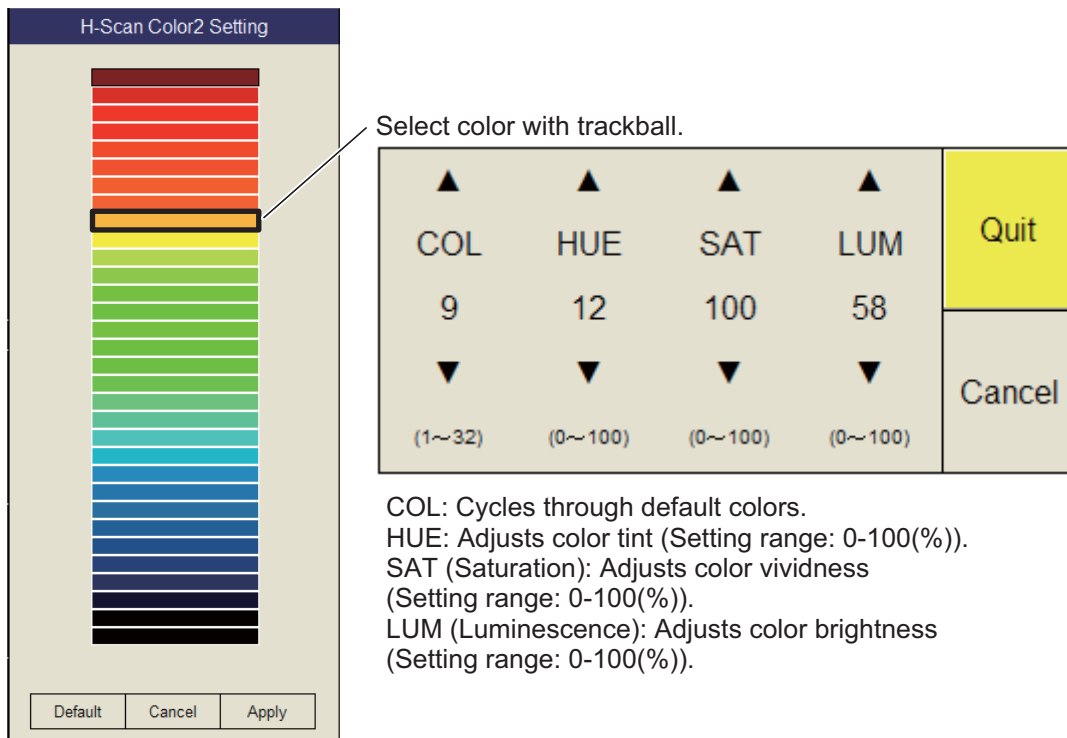 H-Scan Color2 Setting
Select color with trackball.
▲ ▲ ▲ ▲
COL HUE SAT LUM
9 12 100 58
▼ ▼ ▼ ▼
(1~32) (0~100) (0~100) (0~100)
Quit
Cancel
COL: Cycles through default colors.
HUE: Adjusts color tint (Setting range: 0-100(%)).
SAT (Saturation): Adjusts color vividness
(Setting range: 0-100(%)).
LUM (Luminescence): Adjusts color brightness
(Setting range: 0-100(%)).
Default Cancel Apply